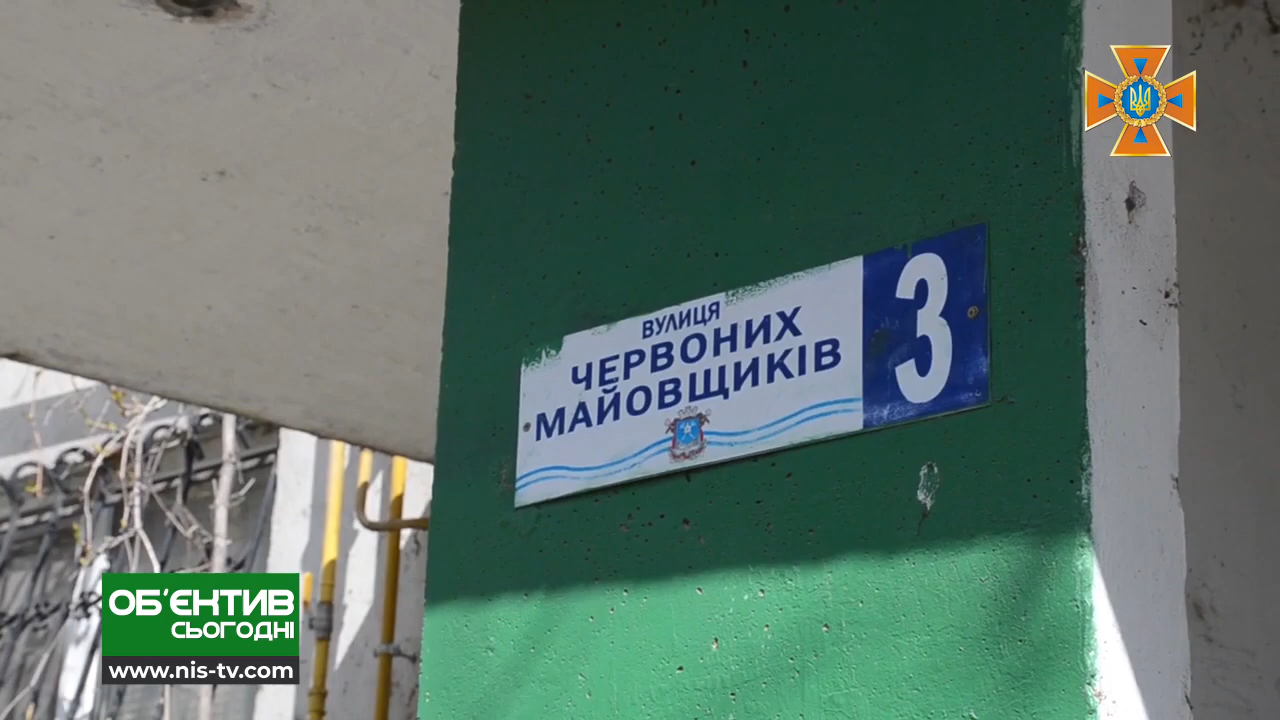 ВУЛИЦЯ
ЧЕРВОНИХ
МАЙОВЩИКІВ
3
ОБ'ЄКТИВ
СЬОГОДНІ
www.nis-tv.com